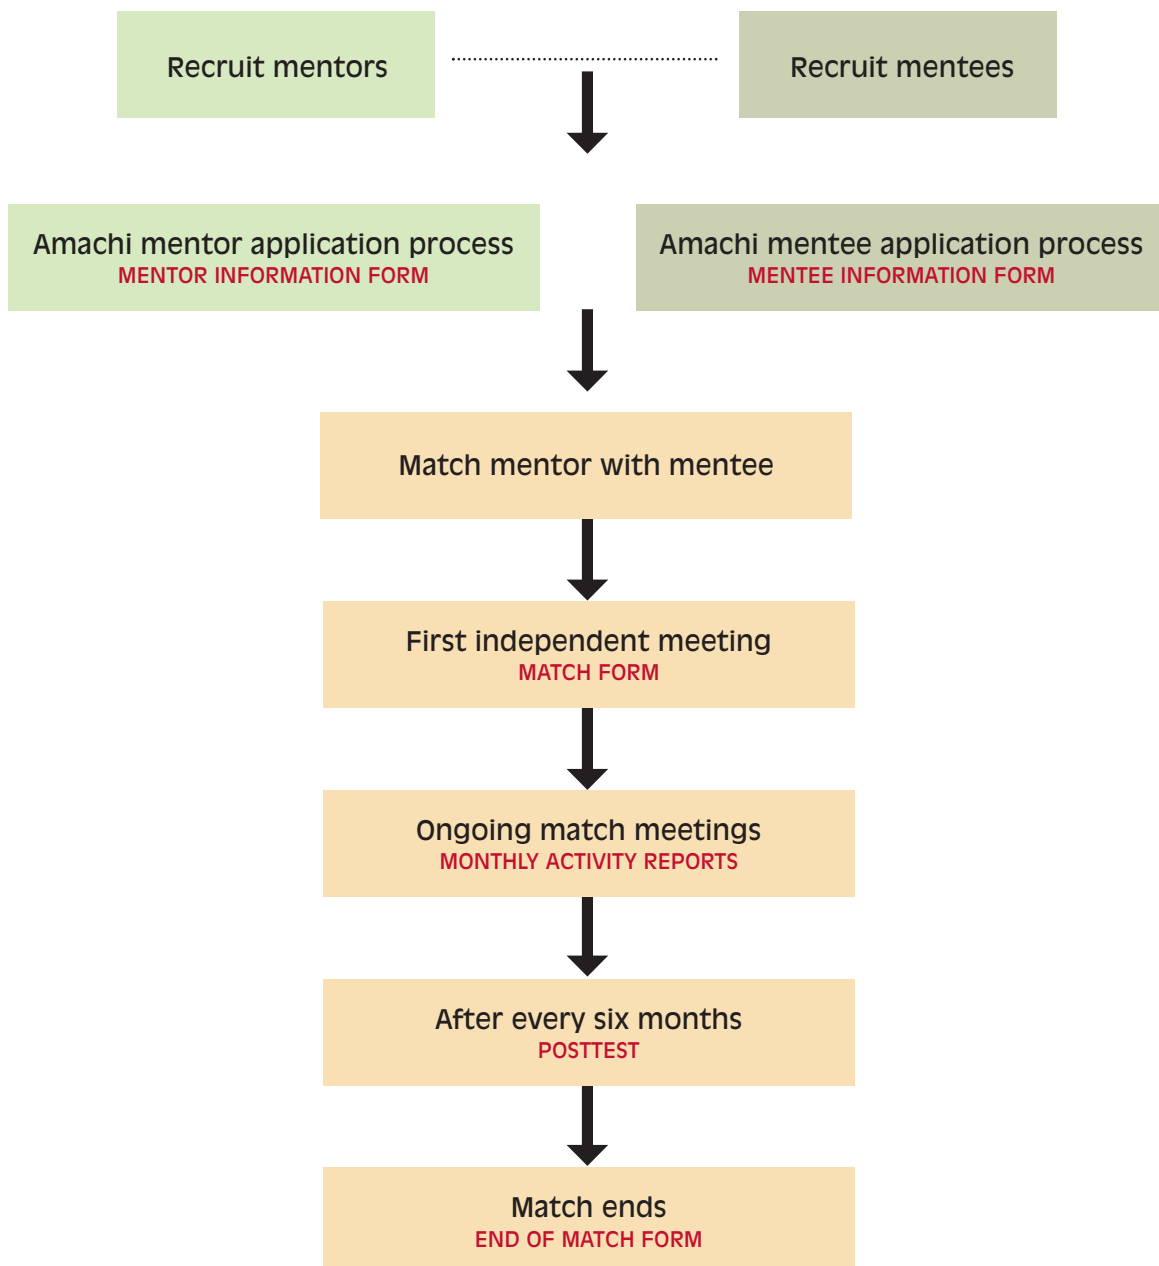 Recruit mentors
Recruit mentees
Amachi mentor application process
MENTOR INFORMATION FORM
Amachi mentee application process
MENTEE INFORMATION FORM
Match mentor with mentee
First independent meeting
MATCH FORM
Ongoing match meetings
MONTHLY ACTIVITY REPORTS
After every six months
POSTTEST
Match ends
END OF MATCH FORM